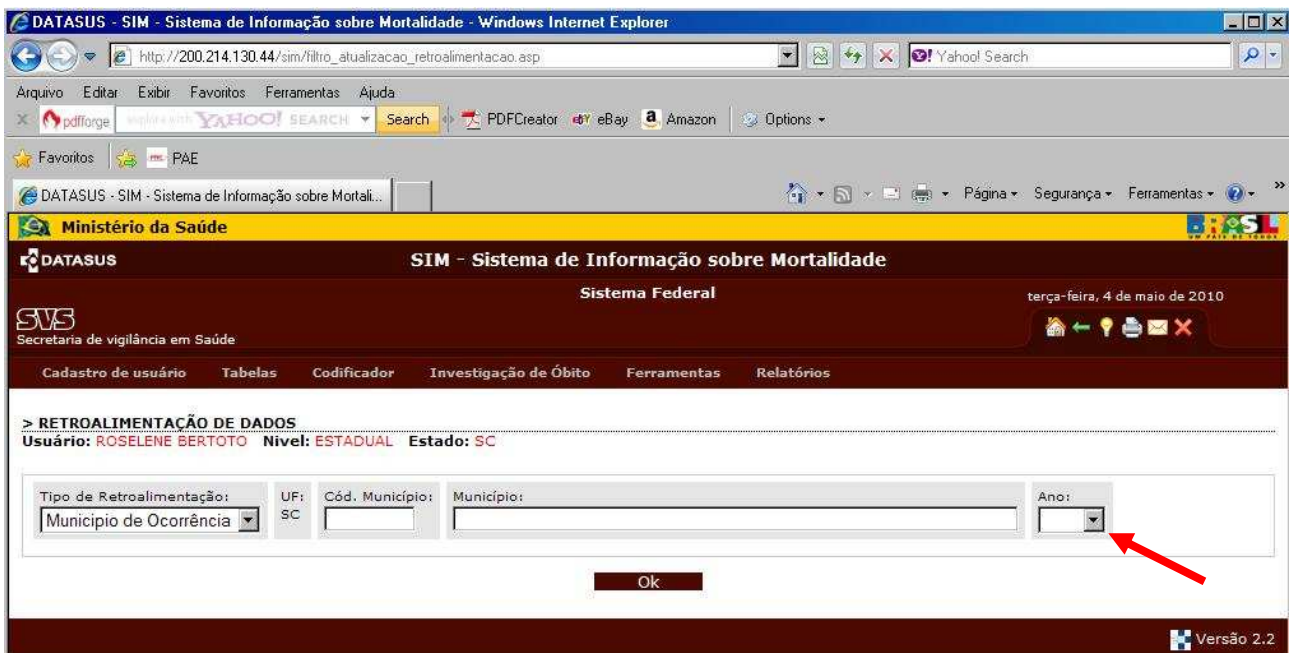 DATASUS - SIM - Sistema de Informação sobre Mortalidade - Windows Internet Explorer
http://200.214.130.44/sim/filtro_atualizacao_retroalimentacao.asp Yahoo! Search
Arquivo Editar Exibir Favoritos Ferramentas Ajuda
pdfforge YAHOO! SEARCH Search PDFCreator eBay Amazon Options
Favoritos PAE
DATASUS - SIM - Sistema de Informação sobre Mortali... Página Segurança Ferramentas
Ministério da Saúde BRASIL
DATASUS SIM - Sistema de Informação sobre Mortalidade
Sistema Federal terça-feira, 4 de maio de 2010
SVS
Secretaria de vigilância em Saúde
Cadastro de usuário Tabelas Codificador Investigação de Óbito Ferramentas Relatórios
> RETROALIMENTAÇÃO DE DADOS
Usuário: ROSELENE BERTOTO Nivel: ESTADUAL Estado: SC
Tipo de Retroalimentação: UF: Cód. Município: Município: Ano:
Municipio de Ocorrência SC
Ok
Versão 2.2